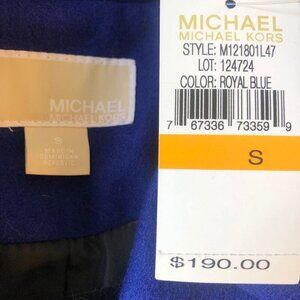 MICHAEL
MICHAEL KORS
S
MADE IN
DOMINICAN
REPUBLIC
MICHAEL
MICHAEL KORS
STYLE: M121801L47
LOT: 124724
COLOR: ROYAL BLUE
7 67336 73359 9
S
$190.00